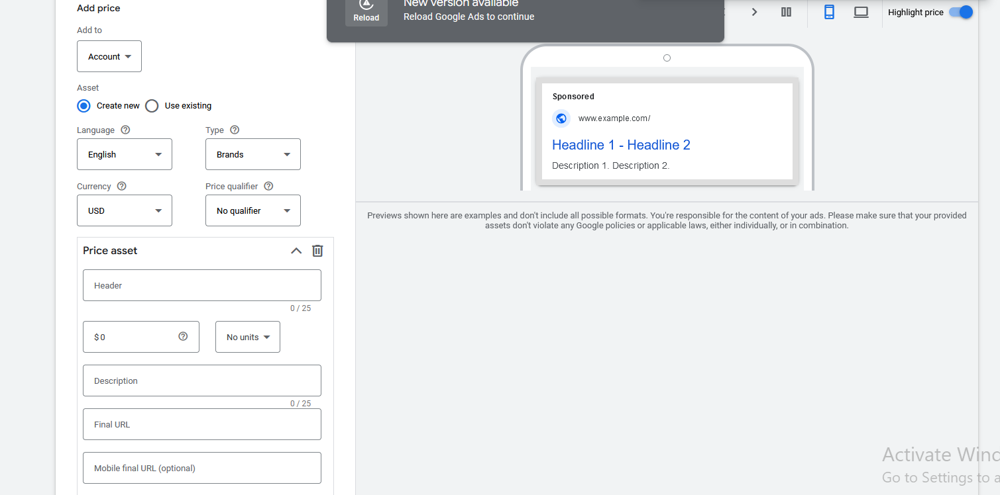 Add price
Add to
Account
Asset
Create new
Use existing
Language
Type
English
Brands
Currency
Price qualifier
USD
No qualifier
Price asset
Header
0 / 25
$ 0
No units
Description
0 / 25
Final URL
Mobile final URL (optional)
New version available
Reload
Reload Google Ads to continue
Highlight price
Sponsored
www.example.com/
Headline 1 - Headline 2
Description 1. Description 2.
Previews shown here are examples and don't include all possible formats. You're responsible for the content of your ads. Please make sure that your provided
assets don't violate any Google policies or applicable laws, either individually, or in combination.
Activate Wind
Go to Settings to a